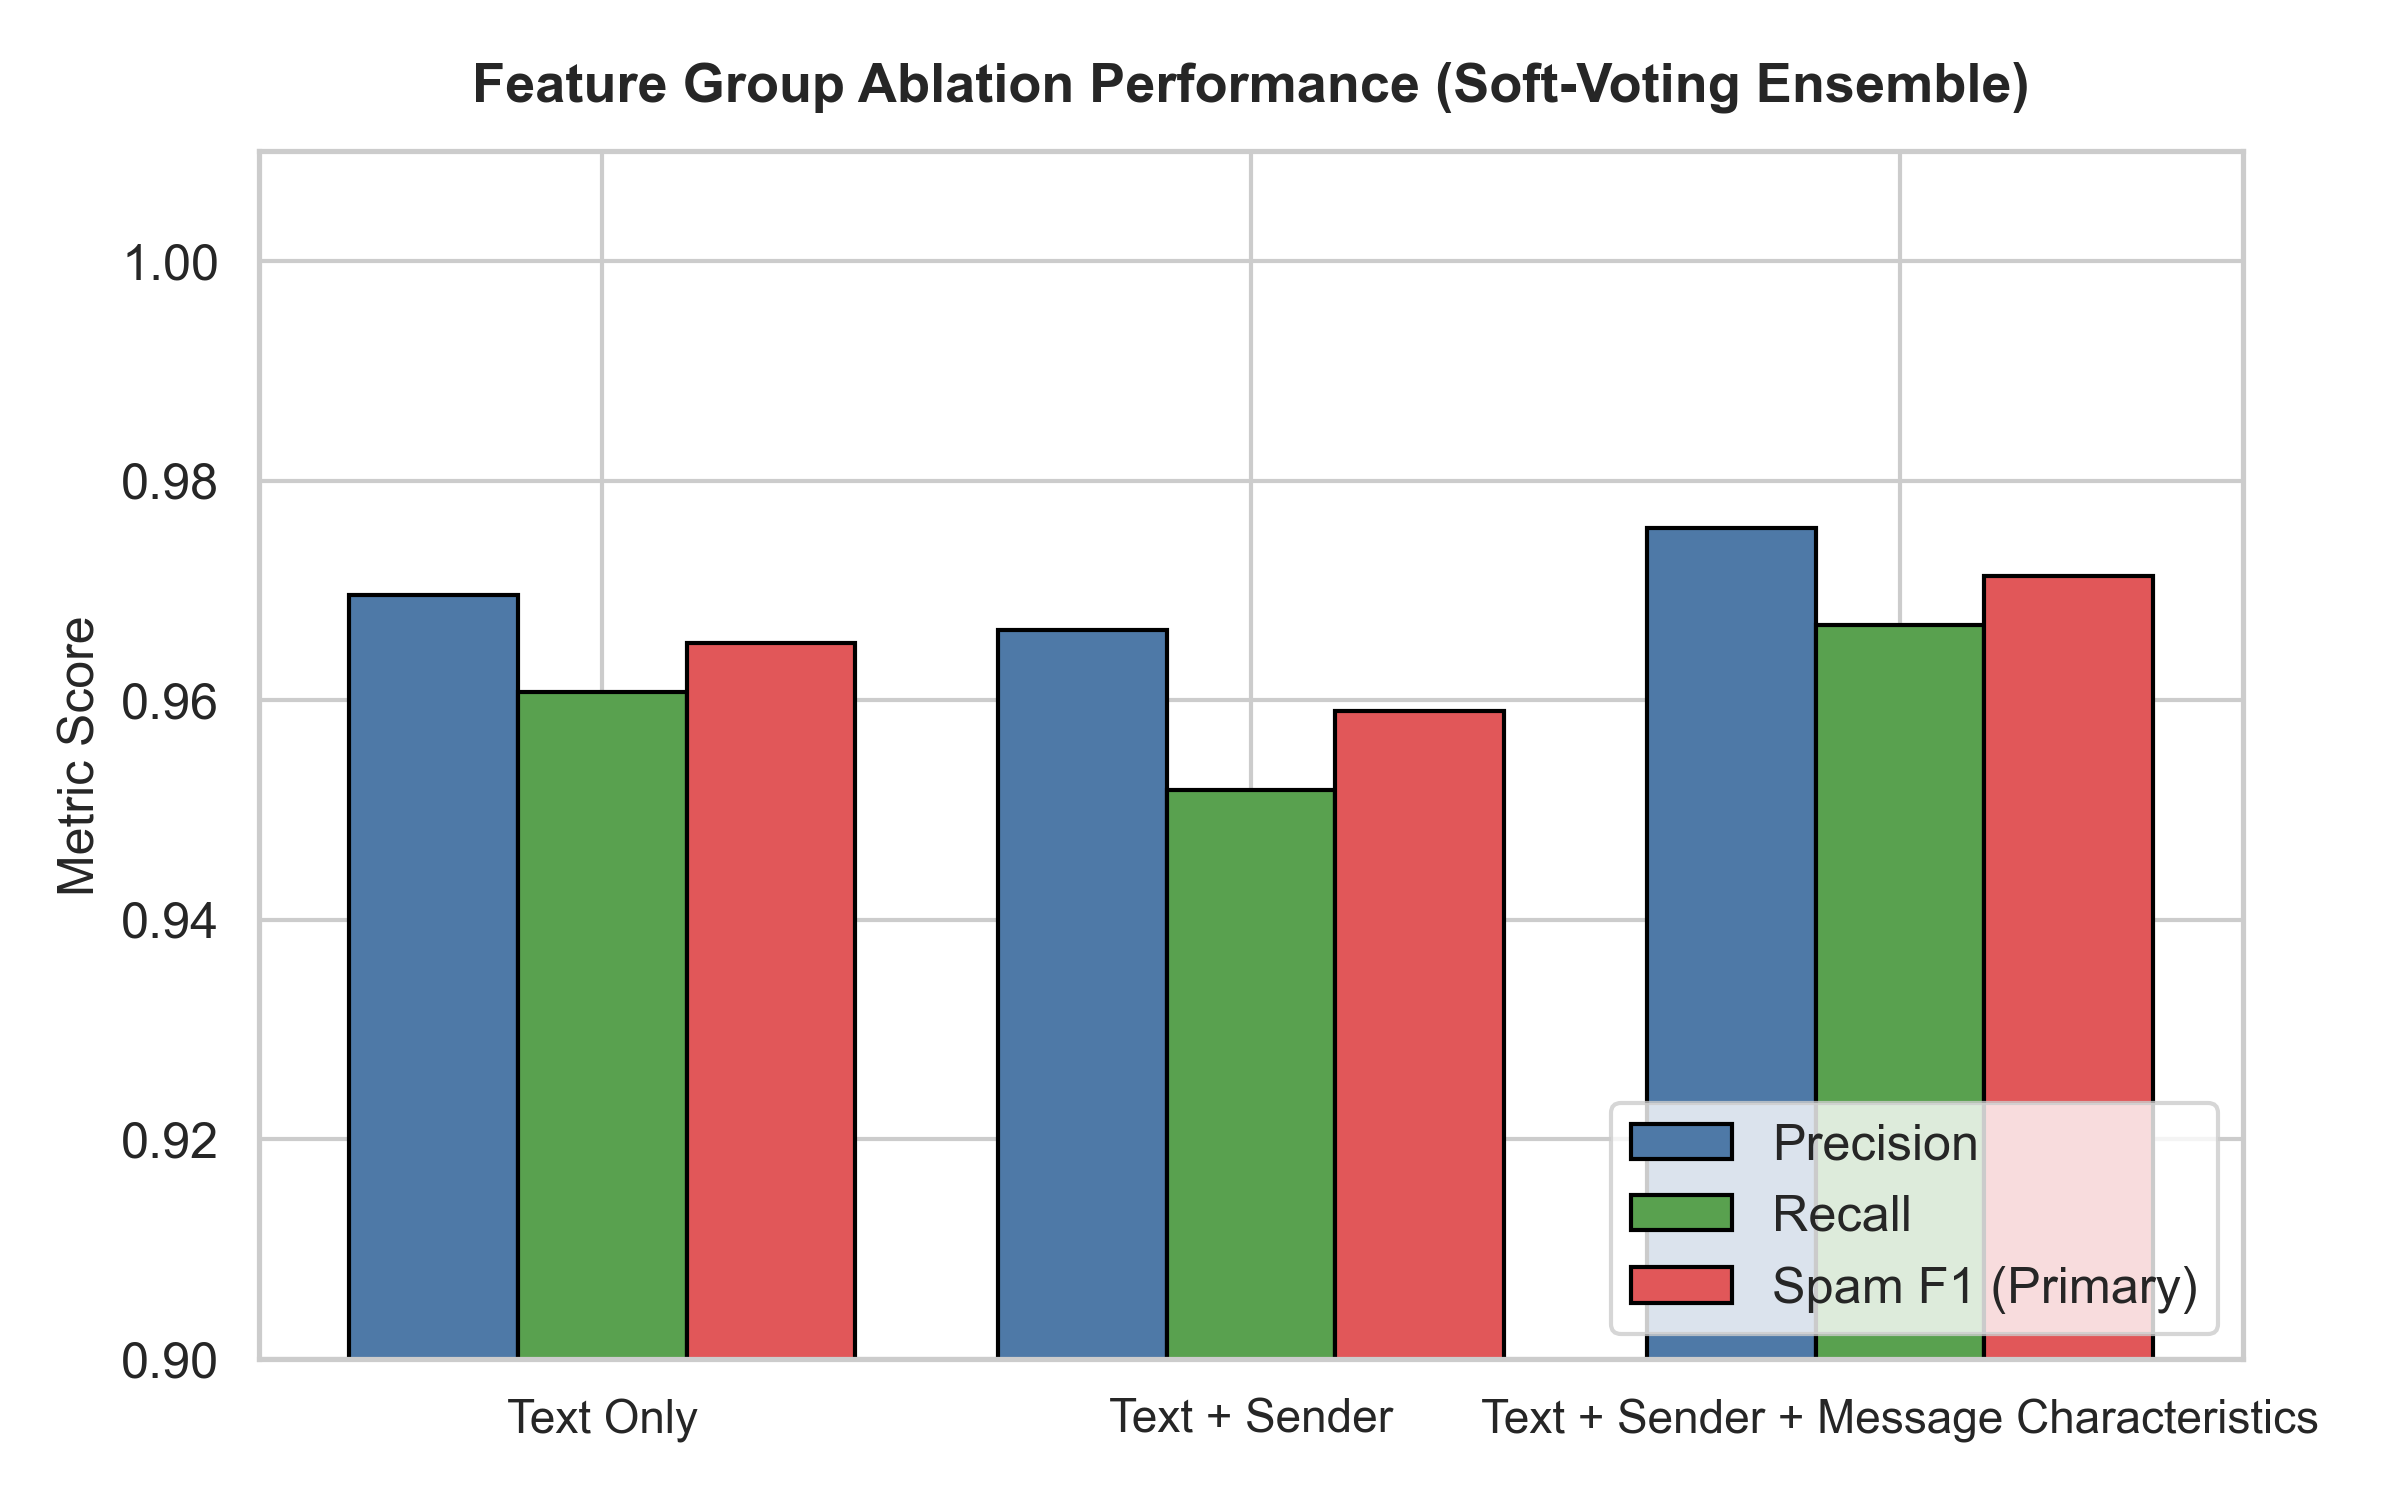 Feature Group Ablation Performance (Soft-Voting Ensemble)
Metric Score
1.00
0.98
0.96
0.94
0.92
0.90
Precision
Recall
Spam F1 (Primary)
Text Only
Text + Sender
Text + Sender + Message Characteristics